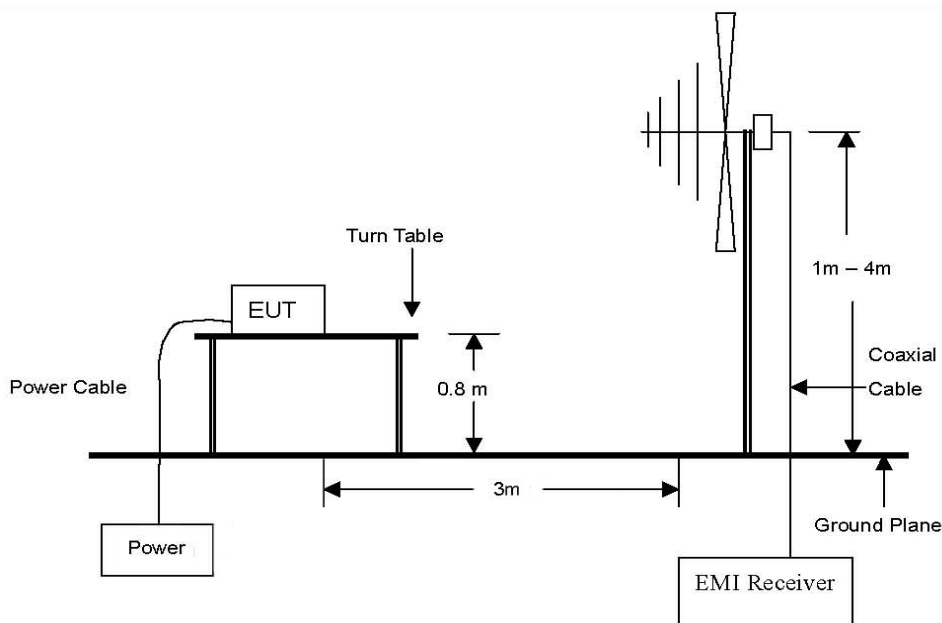 Turn Table
1m – 4m
EUT
Coaxial
Cable
Power Cable
0.8 m
3m
Ground Plane
Power
EMI Receiver